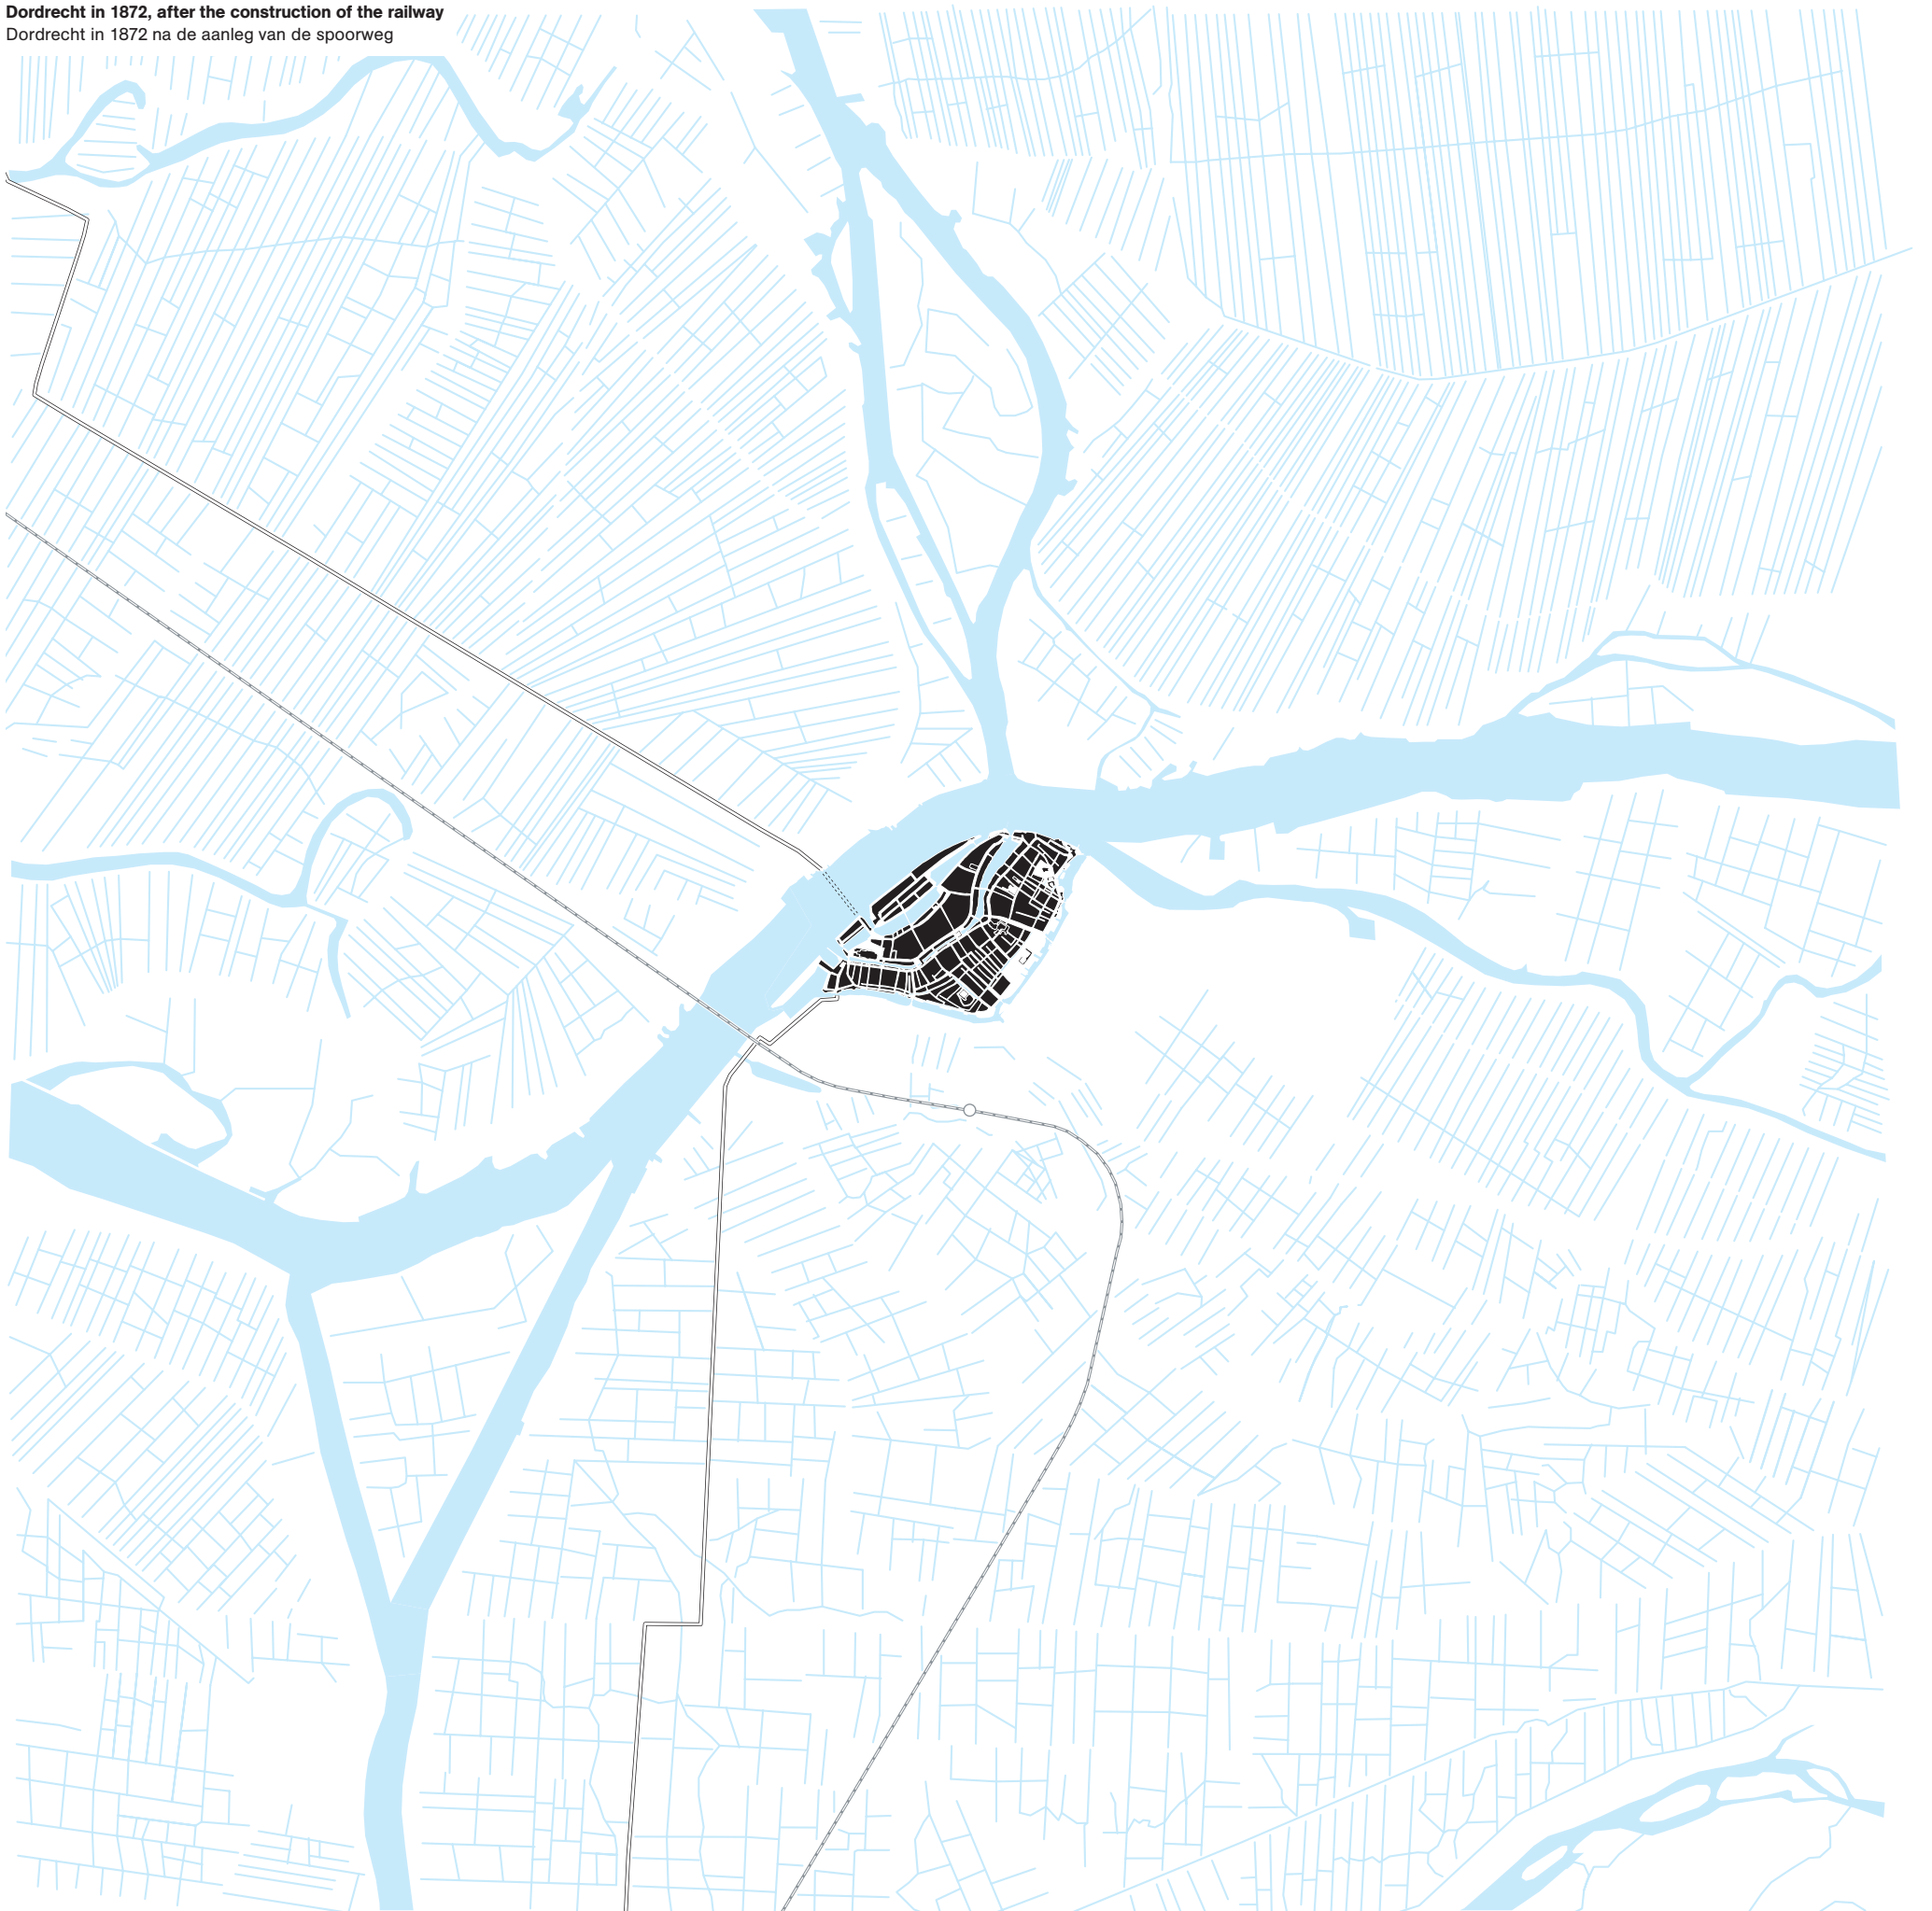 Dordrecht in 1872, after the construction of the railway
Dordrecht in 1872 na de aanleg van de spoorweg